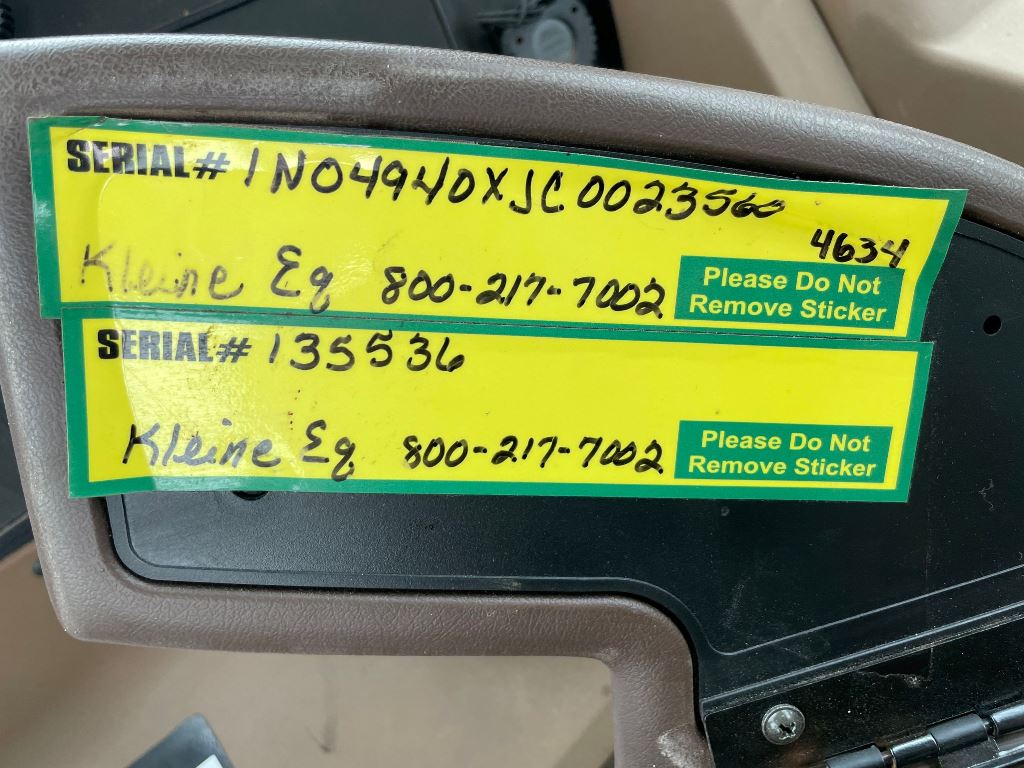 SERIAL# 1N04940XJC0023560
4634
Kleine Eq 800-217-7002
Please Do Not
Remove Sticker
SERIAL# 135536
Kleine Eq 800-217-7002
Please Do Not
Remove Sticker